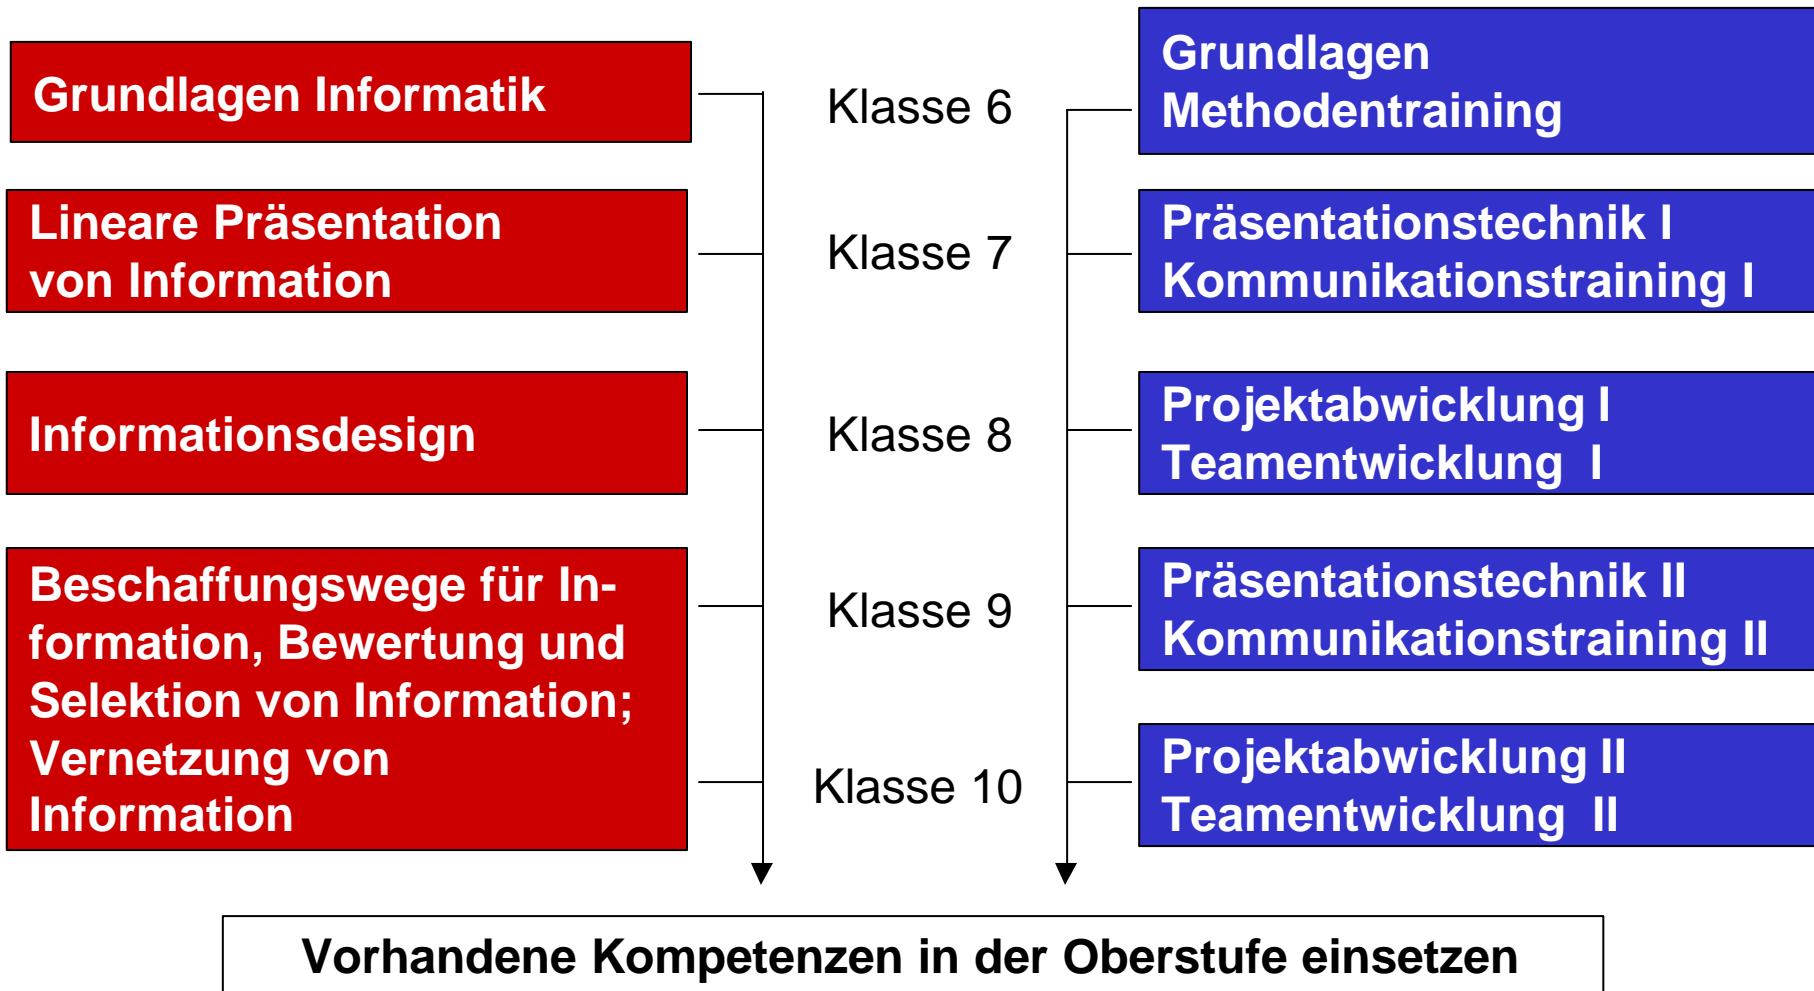 Grundlagen Informatik
Klasse 6
Grundlagen
Methodentraining
Lineare Präsentation
von Information
Klasse 7
Präsentationstechnik I
Kommunikationstraining I
Informationsdesign
Klasse 8
Projektabwicklung I
Teamentwicklung  I
Beschaffungswege für In-
formation, Bewertung und
Selektion von Information;
Vernetzung von
Information
Klasse 9
Präsentationstechnik II
Kommunikationstraining II
Klasse 10
Projektabwicklung II
Teamentwicklung  II
Vorhandene Kompetenzen in der Oberstufe einsetzen